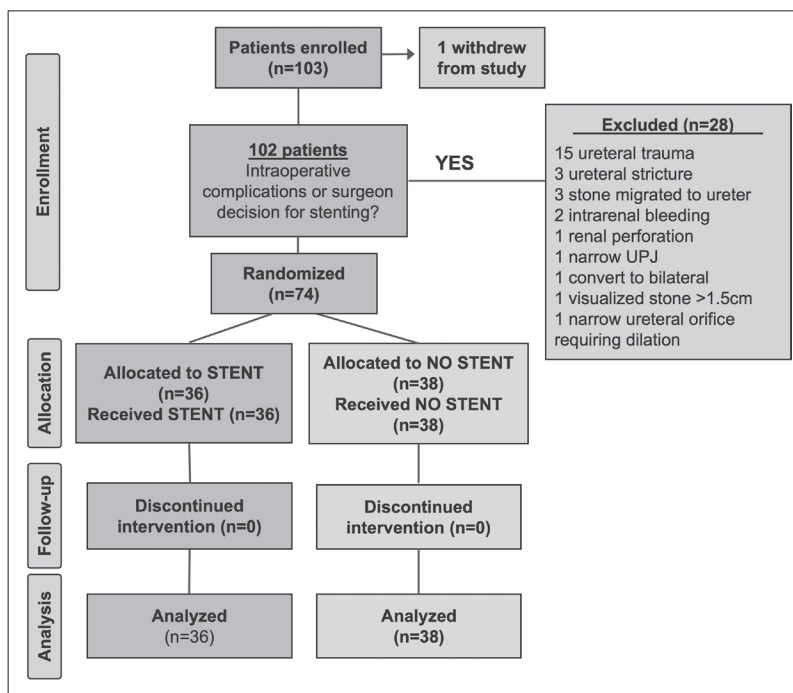 Enrollment
Patients enrolled
(n=103)
1 withdrew
from study
102 patients
Intraoperative
complications or surgeon
decision for stenting?
YES
Excluded (n=28)
15 ureteral trauma
3 ureteral stricture
3 stone migrated to ureter
2 intrarenal bleeding
1 renal perforation
1 narrow UPJ
1 convert to bilateral
1 visualized stone >1.5cm
1 narrow ureteral orifice
requiring dilation
Randomized
(n=74)
Allocation
Allocated to STENT
(n=36)
Received STENT (n=36)
Allocated to NO STENT
(n=38)
Received NO STENT
(n=38)
Follow-up
Discontinued
intervention (n=0)
Discontinued
intervention (n=0)
Analysis
Analyzed
(n=36)
Analyzed
(n=38)